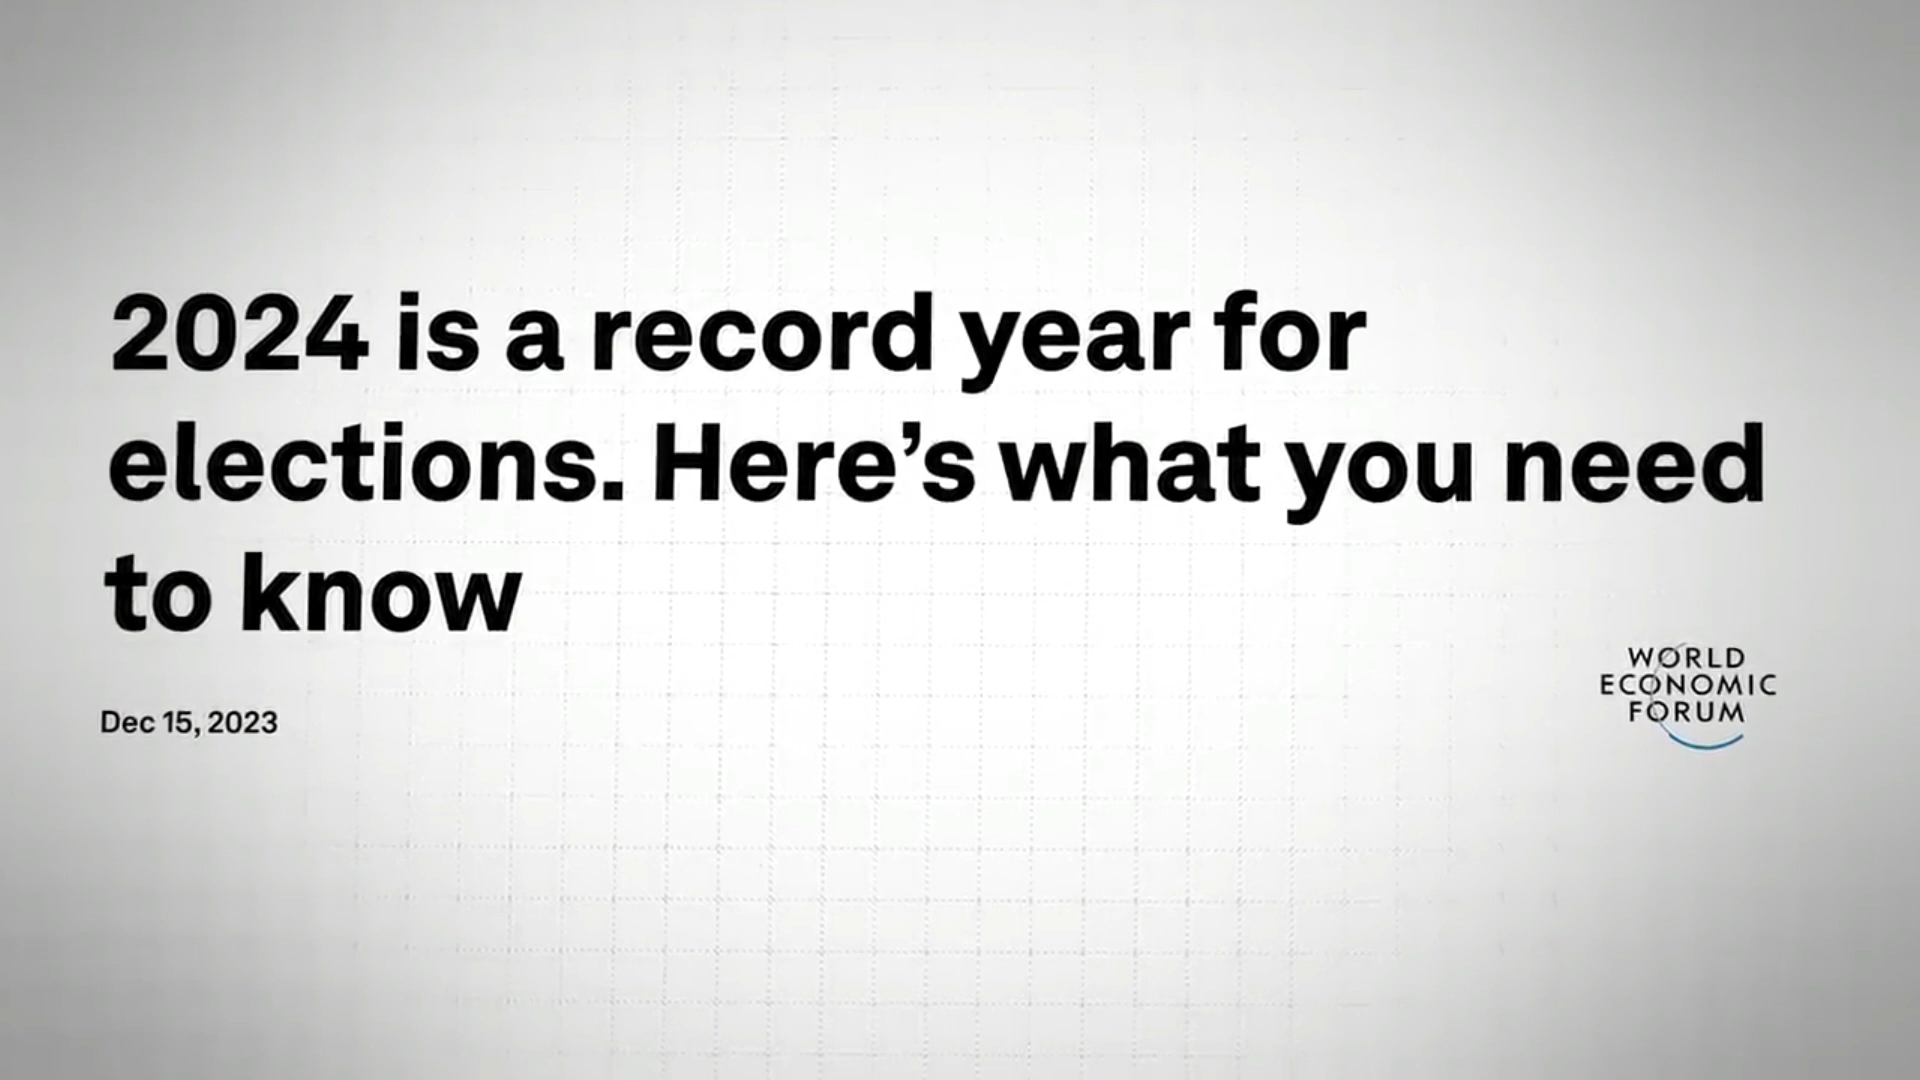 2024 is a record year for
elections. Here’s what you need
to know
Dec 15, 2023
WORLD
ECONOMIC
FORUM